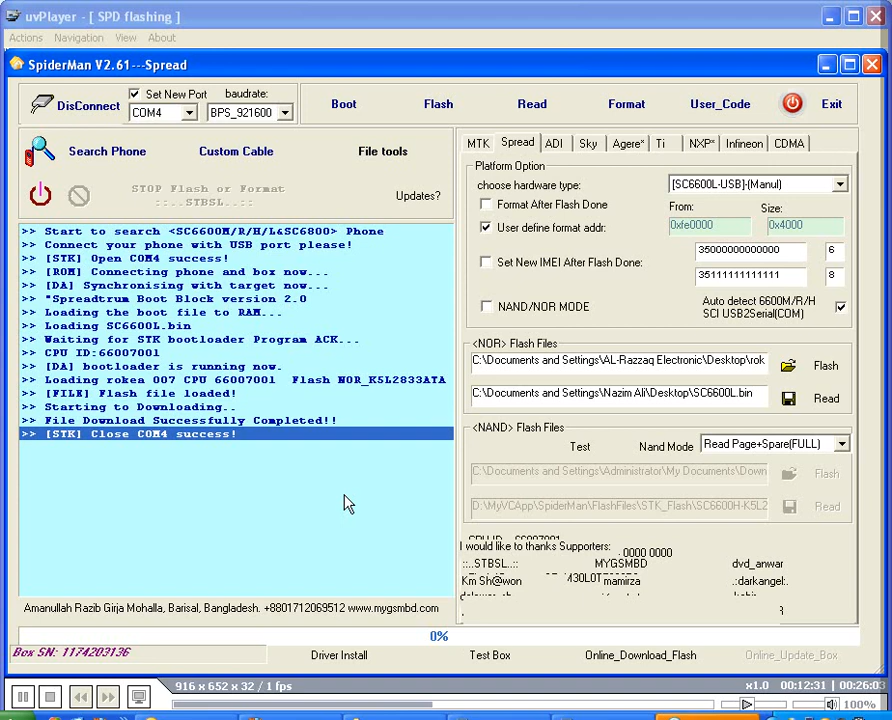 uvPlayer - [ SPD flashing ]
Actions Navigation View About
SpiderMan V2.61---Spread
DisConnect
Set New Port
baudrate:
COM4
BPS_921600
Boot Flash Read Format User_Code Exit
Search Phone Custom Cable File tools
STOP Flash or Format
::..STBSL..:
Updates?
>> Start to search <SC6600M/R/H/L&SC6800> Phone
>> Connect your phone with USB port please!
>> [STK] Open COM4 success!
>> [ROM] Connecting phone and box now...
>> [DA] Synchronising with target now...
>> "Spreadtrum Boot Block version 2.0
>> Loading the boot file to RAM...
>> Loading SC6600L.bin
>> Waiting for STK bootloader Program ACK...
>> CPU ID:66007001
>> [DA] bootloader is running now.
>> Loading rokea 007 CPU 66007001 Flash NOR_K5L2833ATA
>> [FILE] Flash file loaded!
>> Starting to Downloading..
>> File Download Successfully Completed!!
>> [STK] Close COM4 success!
MTK Spread ADI Sky Agere* Ti NXP* Infineon CDMA
Platform Option
choose hardware type:
[SC6600L-USB]-(Manul)
Format After Flash Done
From:
Size:
User define format addr:
0xfe0000
0x4000
Set New IMEI After Flash Done:
35000000000000
6
35111111111111
8
NAND/NOR MODE
Auto detect 6600M/R/H
SCI USB2Serial(COM)
<NOR> Flash Files
C:\Documents and Settings\AL-Razzaq Electronic\Desktop\rok
Flash
C:\Documents and Settings\Nazim Ali\Desktop\SC6600L.bin
Read
<NAND> Flash Files
Test
Nand Mode
Read Page+Spare(FULL)
C:\Documents and Settings\Administrator\My Documents\Down
Flash
D:\MyVCApp\SpiderMan\FlashFiles\STK_Flash\SC6600H-K5L2
Read
I would like to thanks Supporters:
0000 0000
::..STBSL..::
MYGSMBD
dvd_anwar
Km Sh@won
mamirza
.:darkangel:.
Amanullah Razib Girja Mohalla, Barisal, Bangladesh. +8801712069512 www.mygsmbd.com
0%
Box SN: 1174203136
Driver Install
Test Box
Online_Download_Flash
Online_Update_Box
916 x 652 x 32 / 1 fps
x1.0
00:12:31 / 00:26:03
100%